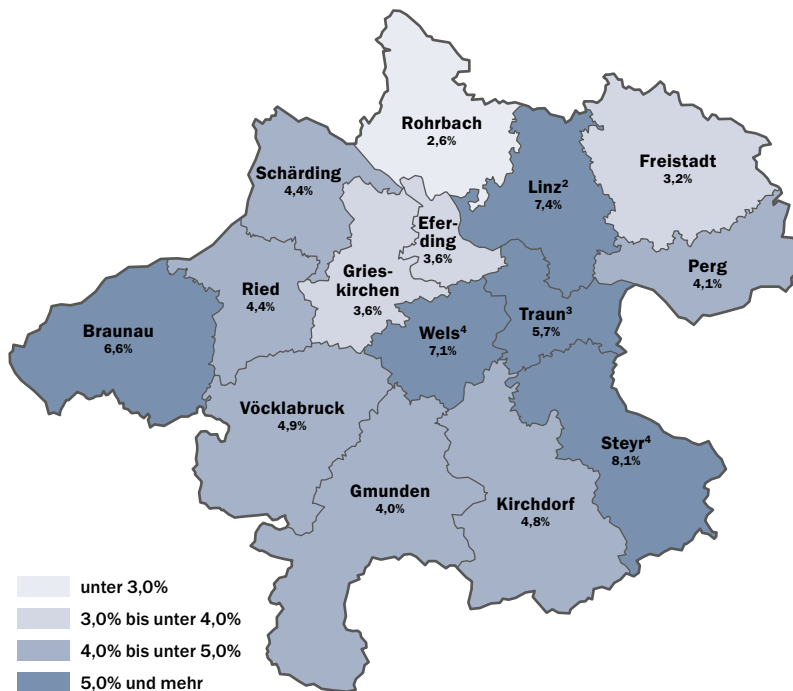 Rohrbach
2,6%
Freistadt
3,2%
Schärding
4,4%
Linz²
7,4%
Efer-
ding
3,6%
Perg
4,1%
Gries-
kirchen
3,6%
Ried
4,4%
Traun³
5,7%
Braunau
6,6%
Wels⁴
7,1%
Vöcklabruck
4,9%
Steyr⁴
8,1%
Gmunden
4,0%
Kirchdorf
4,8%
unter 3,0%
3,0% bis unter 4,0%
4,0% bis unter 5,0%
5,0% und mehr